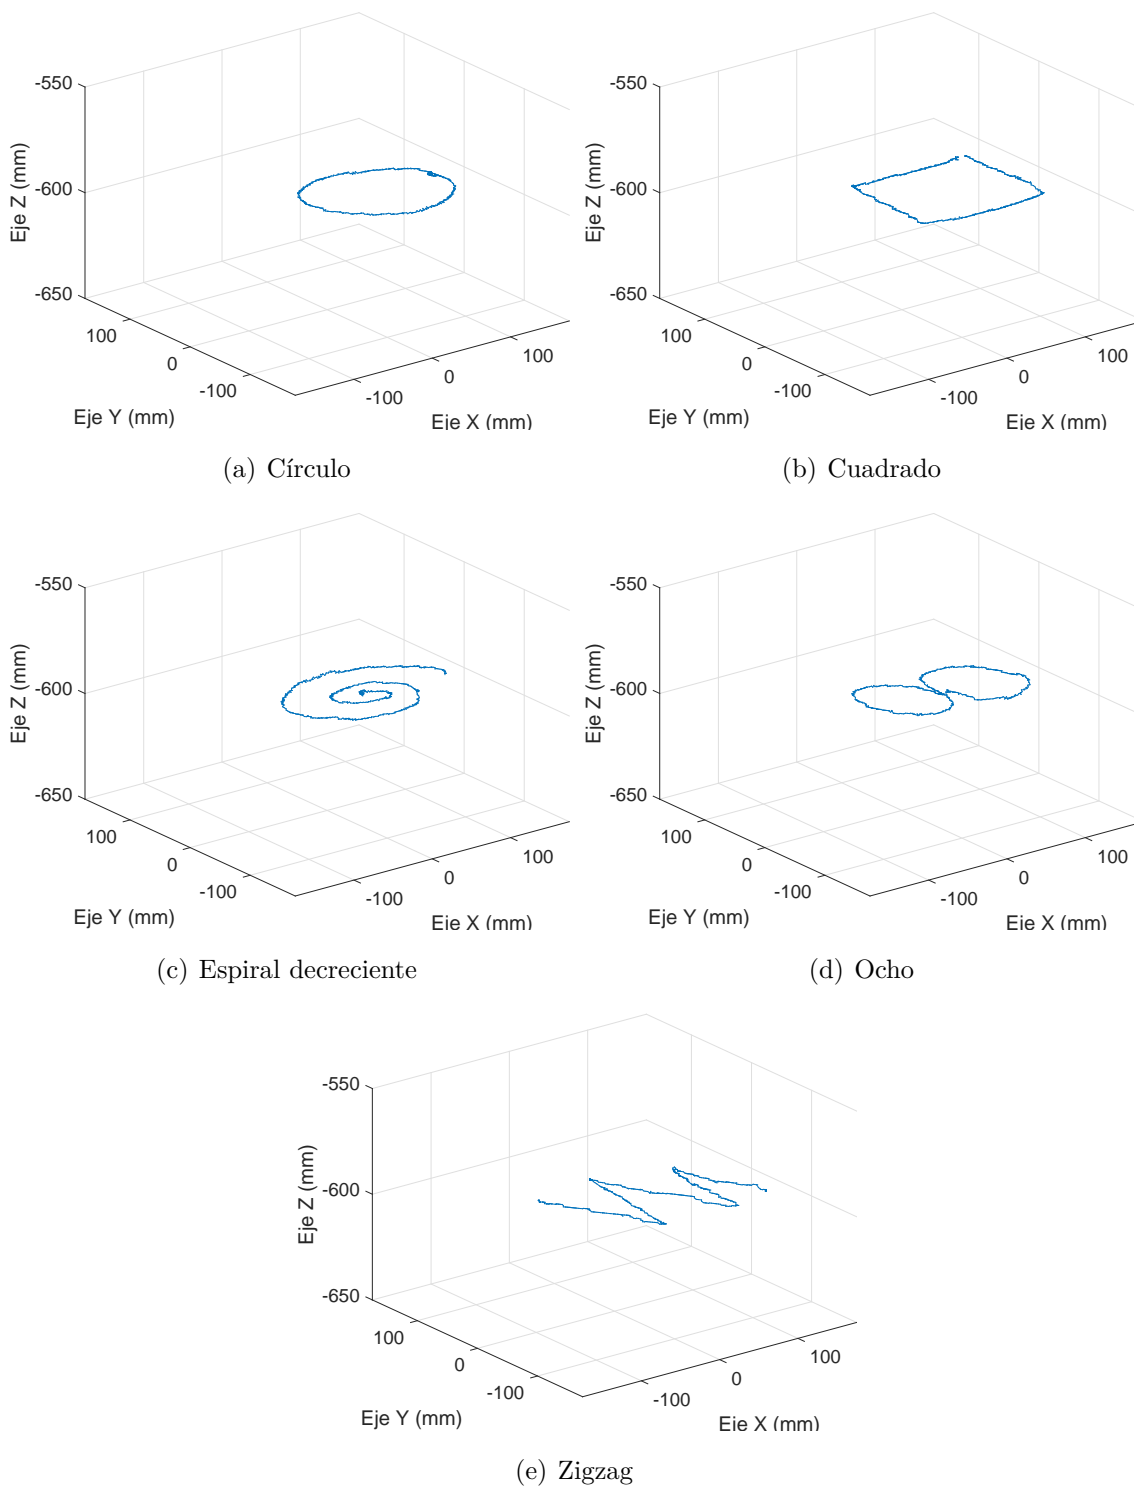 -550
-600
-650
Eje Z (mm)
100
0
-100
Eje Y (mm)
-100
0
100
Eje X (mm)
(a) Círculo
-550
-600
-650
Eje Z (mm)
100
0
-100
Eje Y (mm)
-100
0
100
Eje X (mm)
(b) Cuadrado
-550
-600
-650
Eje Z (mm)
100
0
-100
Eje Y (mm)
-100
0
100
Eje X (mm)
(c) Espiral decreciente
-550
-600
-650
Eje Z (mm)
100
0
-100
Eje Y (mm)
-100
0
100
Eje X (mm)
(d) Ocho
-550
-600
-650
Eje Z (mm)
100
0
-100
Eje Y (mm)
-100
0
100
Eje X (mm)
(e) Zigzag